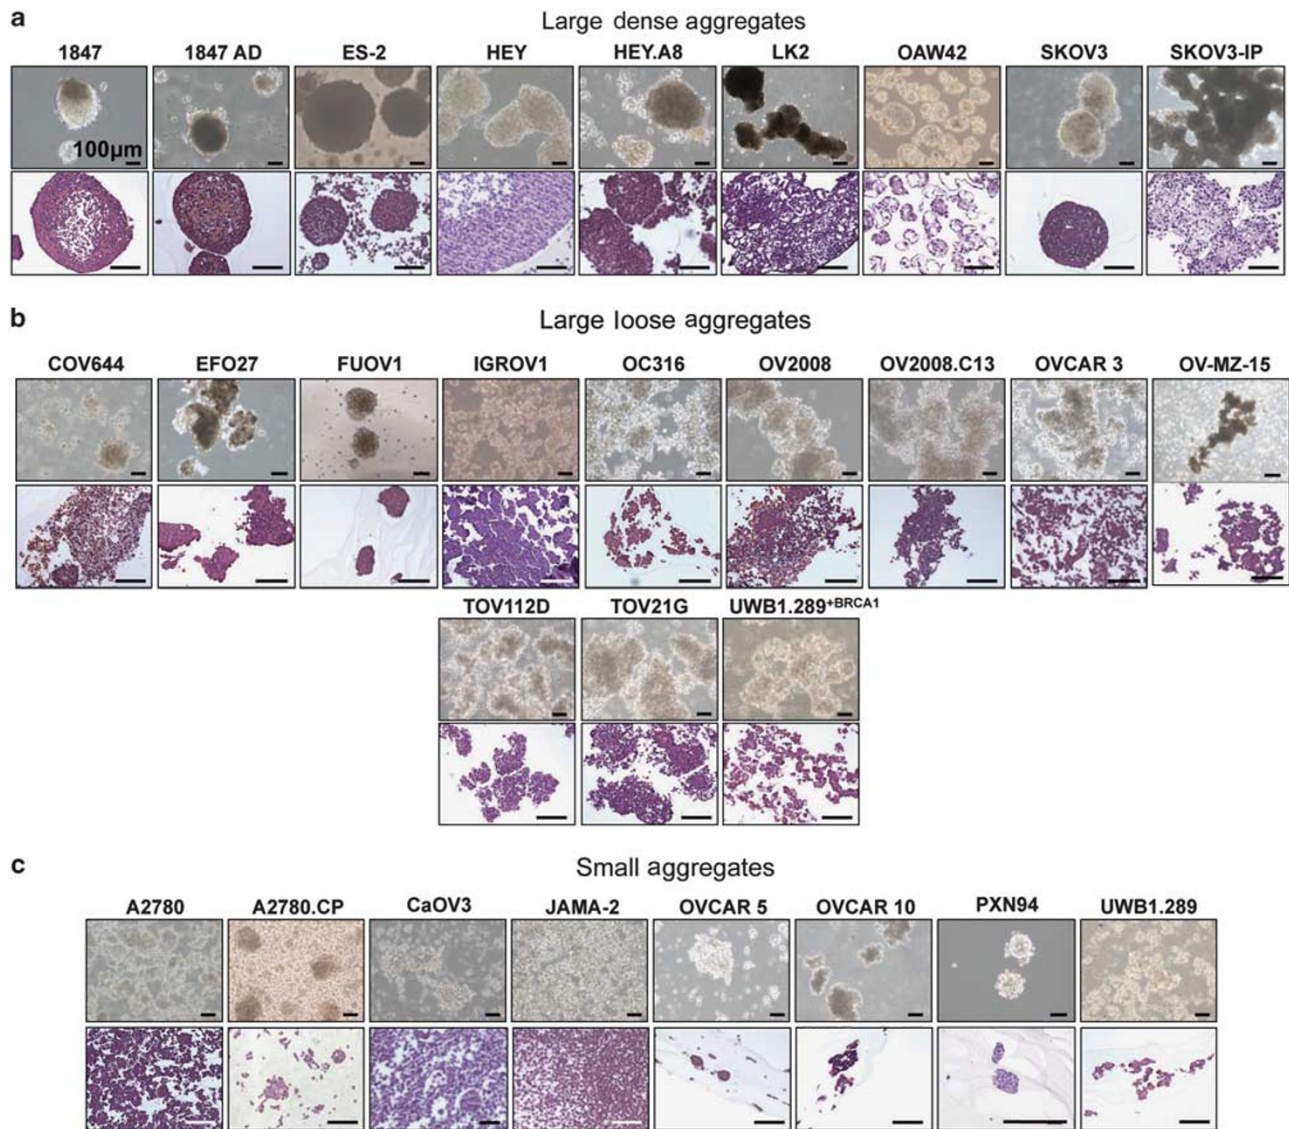 a
Large dense aggregates
1847 1847 AD ES-2 HEY HEY.A8 LK2 OAW42 SKOV3 SKOV3-IP
100µm
b
Large loose aggregates
COV644 EFO27 FUOV1 IGROV1 OC316 OV2008 OV2008.C13 OVCAR 3 OV-MZ-15
TOV112D TOV21G UWB1.289+BRCA1
c
Small aggregates
A2780 A2780.CP CaOV3 JAMA-2 OVCAR 5 OVCAR 10 PXN94 UWB1.289